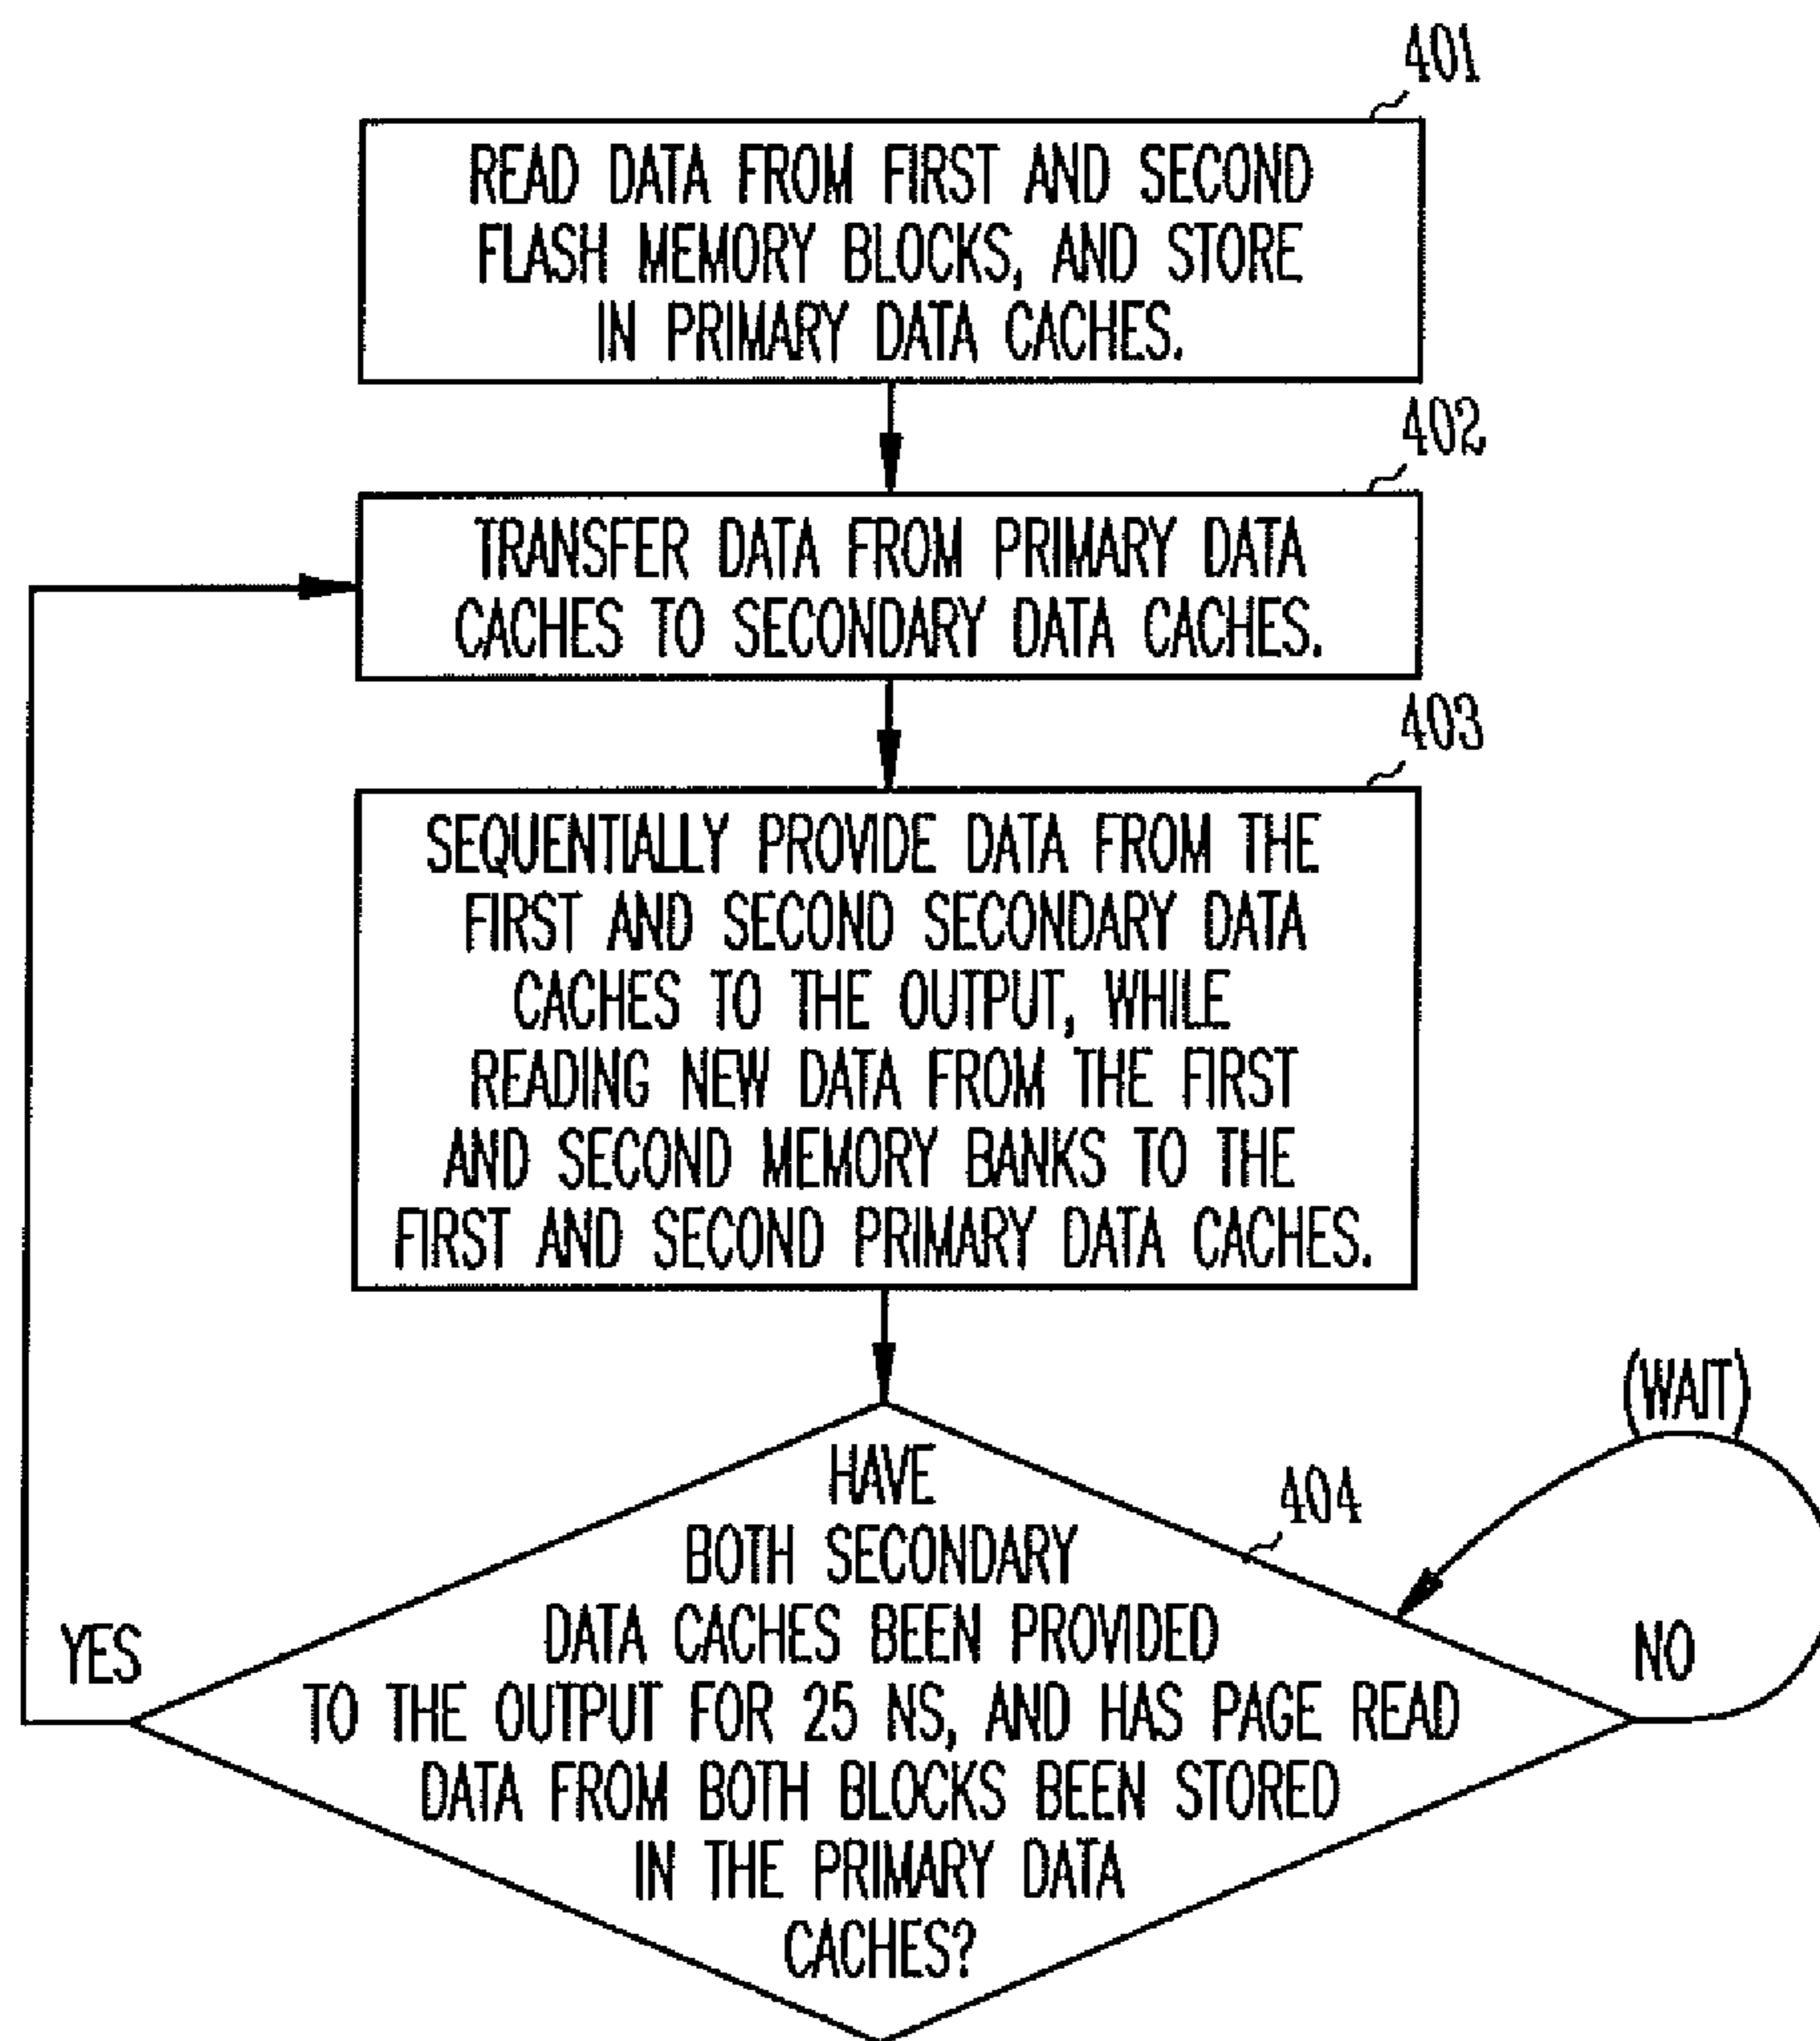 401
READ DATA FROM FIRST AND SECOND
FLASH MEMORY BLOCKS, AND STORE
IN PRIMARY DATA CACHES.
402
TRANSFER DATA FROM PRIMARY DATA
CACHES TO SECONDARY DATA CACHES.
403
SEQUENTIALLY PROVIDE DATA FROM THE
FIRST AND SECOND SECONDARY DATA
CACHES TO THE OUTPUT, WHILE
READING NEW DATA FROM THE FIRST
AND SECOND MEMORY BANKS TO THE
FIRST AND SECOND PRIMARY DATA CACHES.
(WAIT)
404
HAVE
BOTH SECONDARY
DATA CACHES BEEN PROVIDED
TO THE OUTPUT FOR 25 NS, AND HAS PAGE READ
DATA FROM BOTH BLOCKS BEEN STORED
IN THE PRIMARY DATA
CACHES?
YES
NO